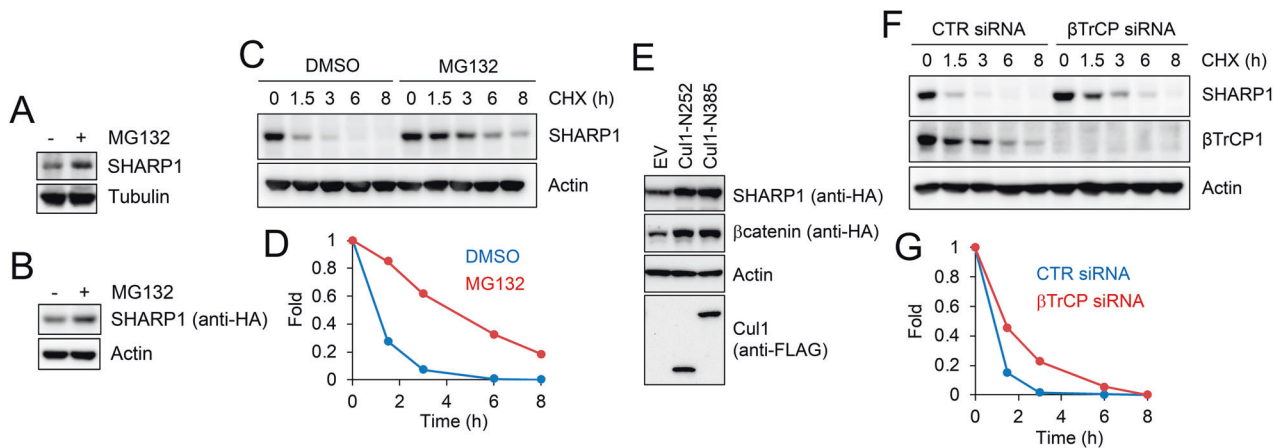 A
- +
MG132
SHARP1
Tubulin
B
- +
MG132
SHARP1 (anti-HA)
Actin
C
DMSO MG132
0 1.5 3 6 8 0 1.5 3 6 8 CHX (h)
SHARP1
Actin
D
1
0.8
0.6
0.4
0.2
0
Fold
DMSO
MG132
0 2 4 6 8
Time (h)
E
EV
Cul1-N252
Cul1-N385
SHARP1 (anti-HA)
βcatenin (anti-HA)
Actin
Cul1
(anti-FLAG)
F
CTR siRNA βTrCP siRNA
0 1.5 3 6 8 0 1.5 3 6 8 CHX (h)
SHARP1
βTrCP1
Actin
G
1
0.8
0.6
0.4
0.2
0
Fold
CTR siRNA
βTrCP siRNA
0 2 4 6 8
Time (h)